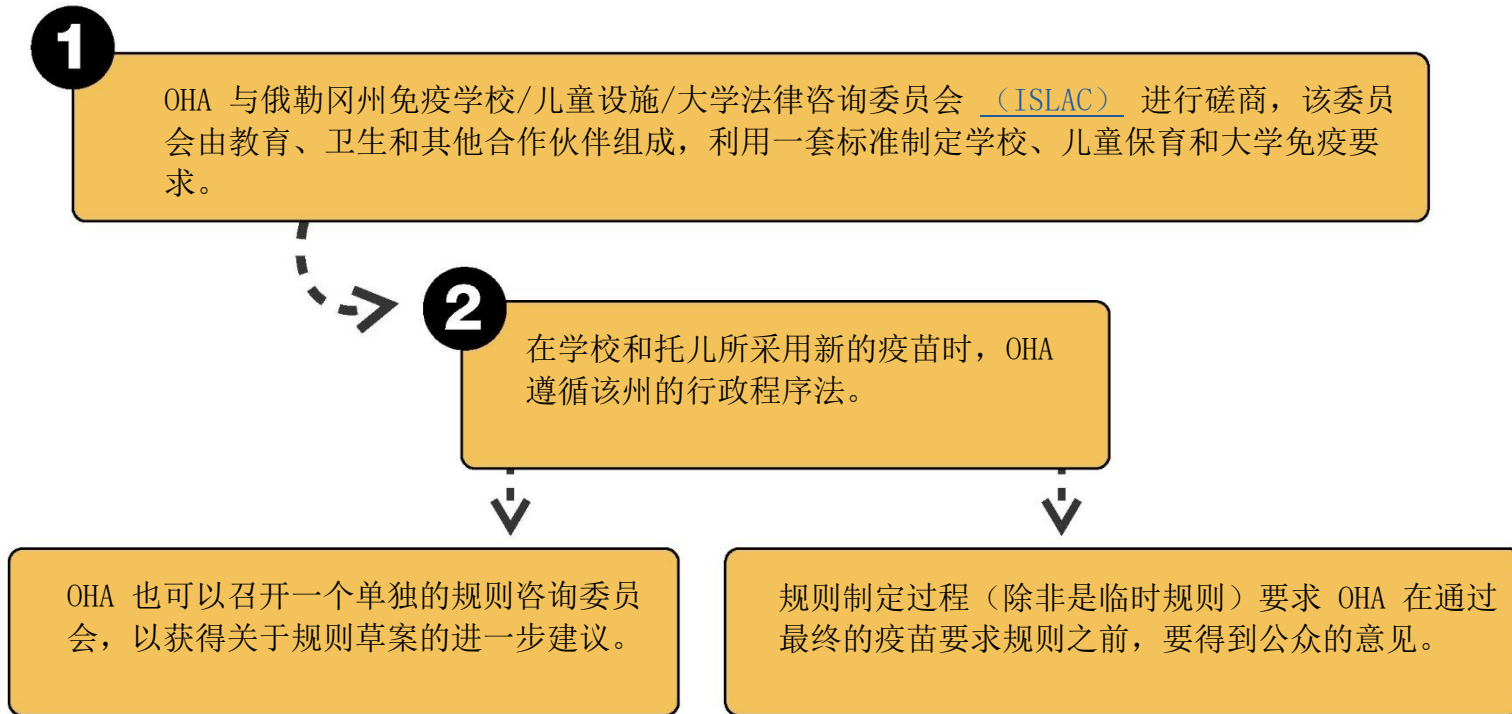 1
OHA 与俄勒冈州免疫学校/儿童设施/大学法律咨询委员会 （ISLAC） 进行磋商，该委员
会由教育、卫生和其他合作伙伴组成，利用一套标准制定学校、儿童保育和大学免疫要
求。
2
在学校和托儿所采用新的疫苗时，OHA
遵循该州的行政程序法。
OHA 也可以召开一个单独的规则咨询委员
会，以获得关于规则草案的进一步建议。
规则制定过程（除非是临时规则）要求 OHA 在通过
最终的疫苗要求规则之前，要得到公众的意见。